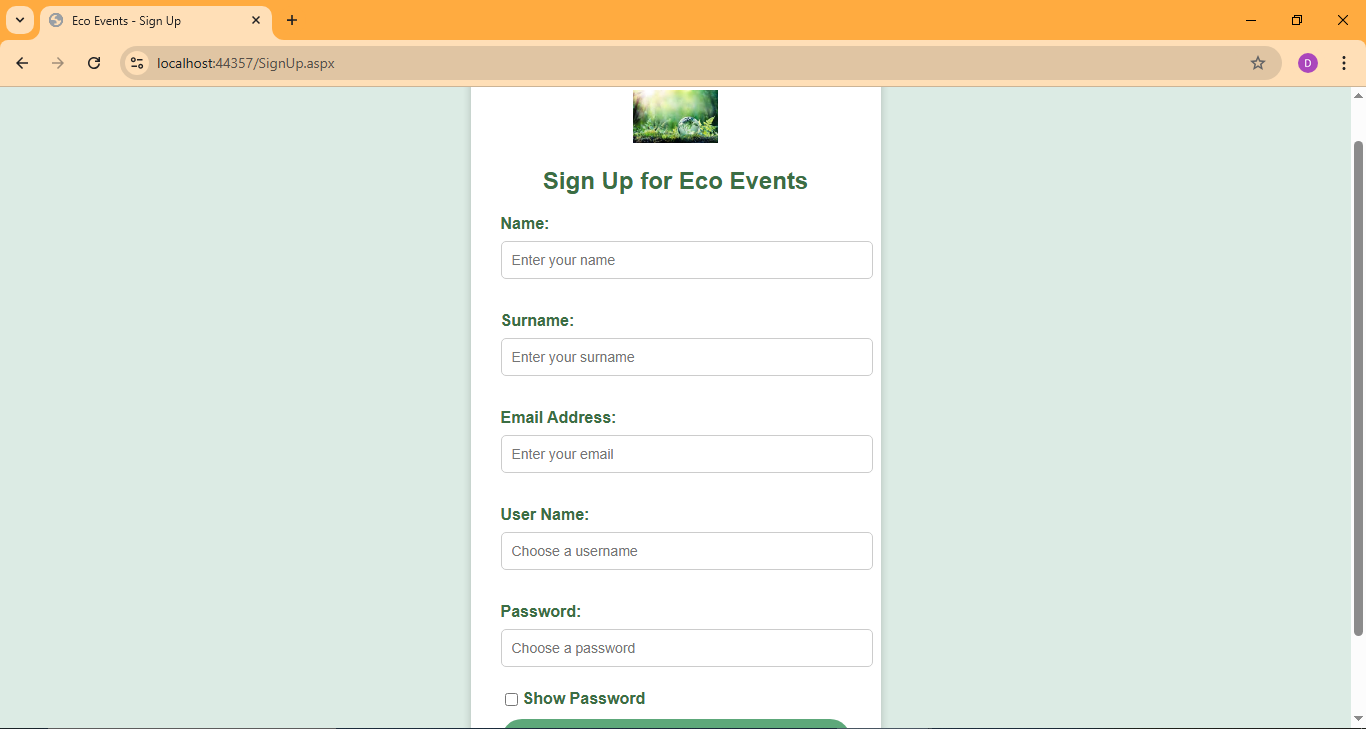 Eco Events - Sign Up
localhost:44357/SignUp.aspx
D
Sign Up for Eco Events
Name:
Enter your name
Surname:
Enter your surname
Email Address:
Enter your email
User Name:
Choose a username
Password:
Choose a password
Show Password